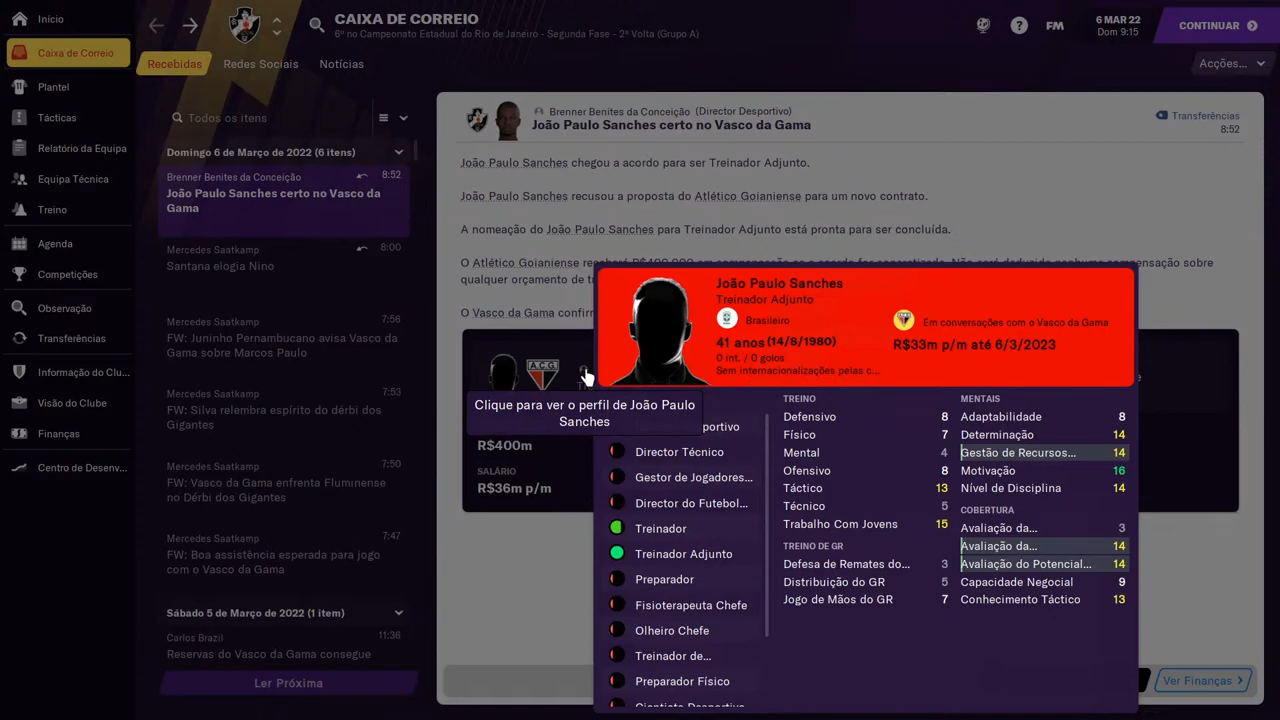 Início
Caixa de Correio
Plantel
Tácticas
Relatório da Equipa
Equipa Técnica
Treino
Agenda
Competições
Observação
Transferências
Informação do Clu...
Visão do Clube
Finanças
Centro de Desenv...
CAIXA DE CORREIO
6º no Campeonato Estadual do Rio de Janeiro - Segunda Fase - 2ª Volta (Grupo A)
?
FM
6 MAR 22
Dom 9:15
CONTINUAR
Recebidas
Redes Sociais
Notícias
Acções...
Todos os itens
Domingo 6 de Março de 2022 (6 itens)
Brenner Benites da Conceição 8:52
João Paulo Sanches certo no Vasco da
Gama
Mercedes Saatkamp 8:00
Santana elogia Nino
Mercedes Saatkamp 7:56
FW: Juninho Pernambucano avisa Vasco da
Gama sobre Marcos Paulo
Mercedes Saatkamp 7:53
FW: Silva relembra espírito do dérbi dos
Gigantes
Mercedes Saatkamp 7:50
FW: Vasco da Gama enfrenta Fluminense
no Dérbi dos Gigantes
Mercedes Saatkamp 7:47
FW: Boa assistência esperada para jogo
com o Vasco da Gama
Sábado 5 de Março de 2022 (1 item)
Carlos Brazil 11:36
Reservas do Vasco da Gama consegue
Ler Próxima
Brenner Benites da Conceição (Director Desportivo)
João Paulo Sanches certo no Vasco da Gama
Transferências
8:52
João Paulo Sanches chegou a acordo para ser Treinador Adjunto.
João Paulo Sanches recusou a proposta do Atlético Goianiense para um novo contrato.
A nomeação do João Paulo Sanches para Treinador Adjunto está pronta para ser concluída.
O Atlético Goianiense
qualquer orçamento de
O Vasco da Gama confir
compensação sobre
ACG
Clique para ver o perfil de João Paulo
Sanches
R$400m
SALÁRIO
R$36m p/m
João Paulo Sanches
Treinador Adjunto
Brasileiro
41 anos (14/8/1980)
0 int. / 0 golos
Sem internacionalizações pelas c...
Em conversações com o Vasco da Gama
R$33m p/m até 6/3/2023
Director Técnico
Gestor de Jogadores...
Director do Futebol...
Treinador
Treinador Adjunto
Preparador
Fisioterapeuta Chefe
Olheiro Chefe
Treinador de...
Preparador Físico
Cientista Desportivo
TREINO
Defensivo 8
Físico 7
Mental 4
Ofensivo 8
Táctico 13
Técnico 5
Trabalho Com Jovens 15
TREINO DE GR
Defesa de Remates do... 3
Distribuição do GR 5
Jogo de Mãos do GR 7
MENTAIS
Adaptabilidade 8
Determinação 14
Gestão de Recursos... 14
Motivação 16
Nível de Disciplina 14
COBERTURA
Avaliação da... 3
Avaliação da... 14
Avaliação do Potencial... 14
Capacidade Negocial 9
Conhecimento Táctico 13
Ver Finanças